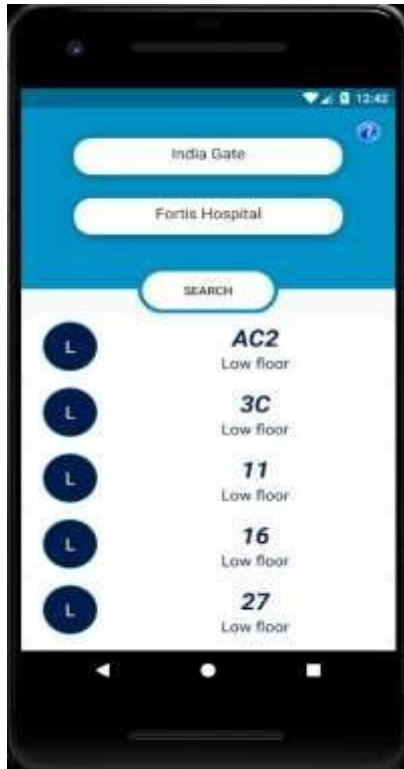 12:42
India Gate
Fortis Hospital
SEARCH
L
AC2
Low floor
L
3C
Low floor
L
11
Low floor
L
16
Low floor
L
27
Low floor